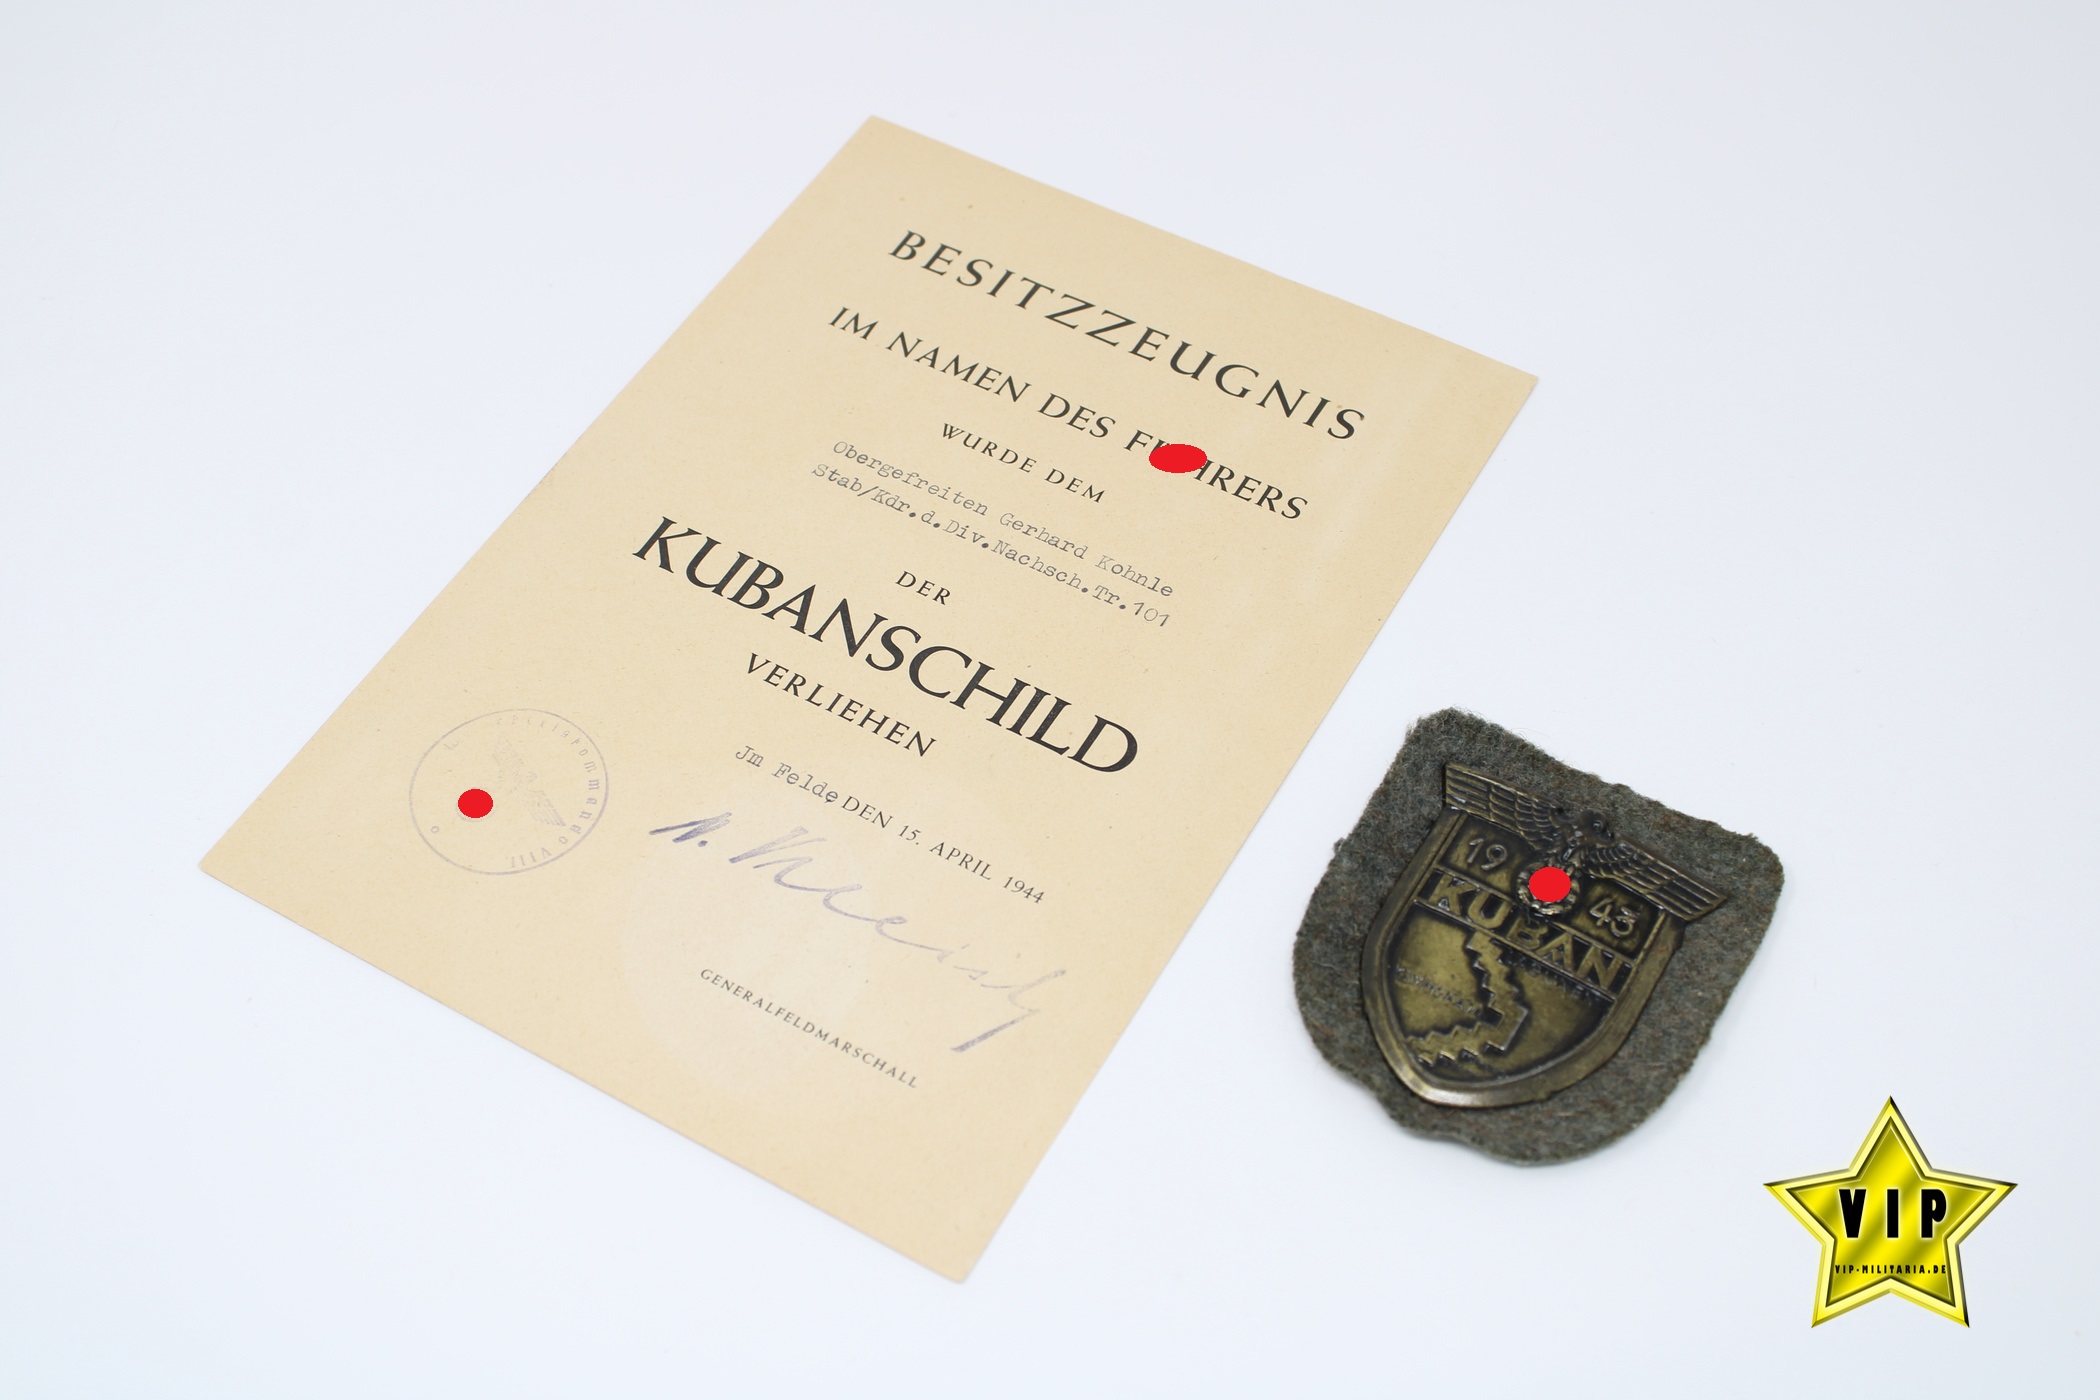 BESITZZEUGNIS
IM NAMEN DES FÜHRERS
WURDE DEM
Obergefreiten Gerhard Kohnle
Stab/Kdr.d.Div.Nachsch.Tr.101
DER
KUBANSCHILD
VERLIEHEN
Jm Felde, DEN 15. APRIL 1944
GENERALFELDMARSCHALL
19 43
KUBAN
VIP
VIP-MILITARIA.DE